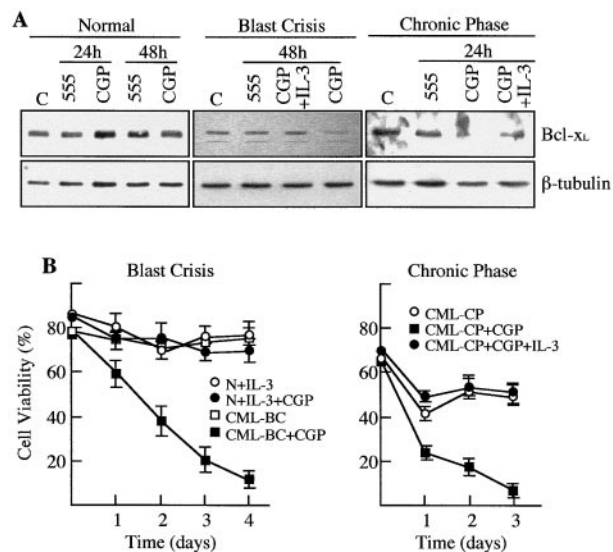 A
Normal
Blast Crisis
Chronic Phase
24h
48h
48h
24h
C
555
CGP
555
CGP
C
555
CGP
+IL-3
CGP
C
555
CGP
CGP
+IL-3
Bcl-xL
β-tubulin
B
Blast Crisis
Chronic Phase
Cell Viability (%)
80
60
40
20
N+IL-3
N+IL-3+CGP
CML-BC
CML-BC+CGP
1 2 3 4
Time (days)
80
60
40
20
CML-CP
CML-CP+CGP
CML-CP+CGP+IL-3
1 2 3
Time (days)